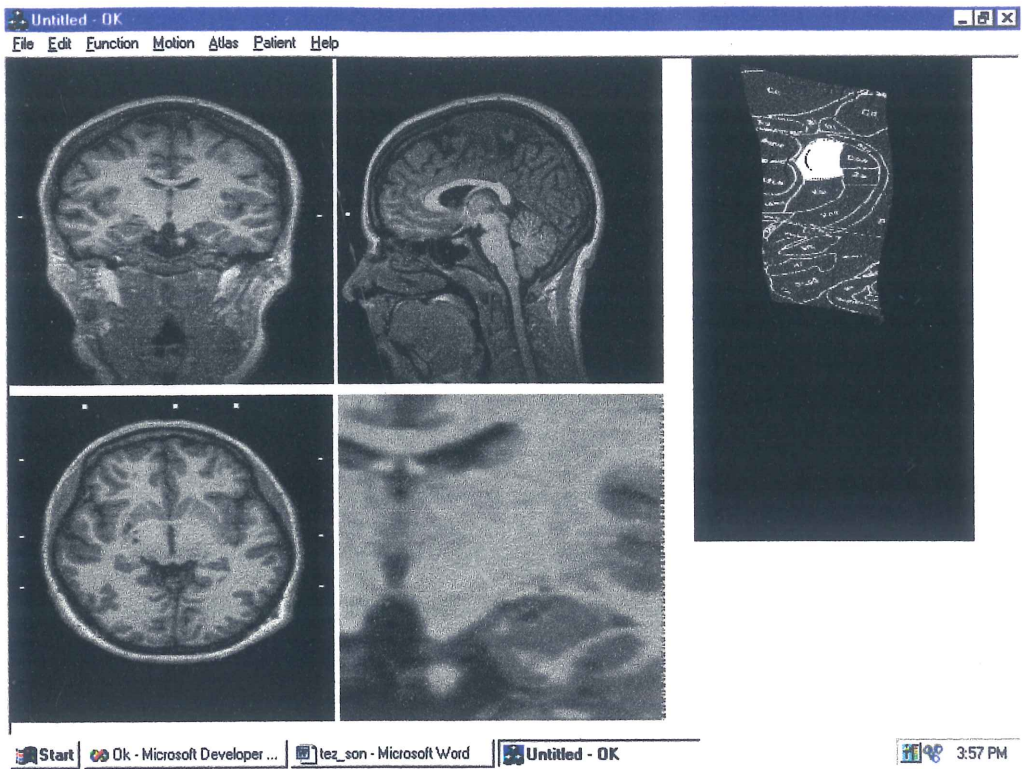 Untitled - OK
File Edit Function Motion Atlas Patient Help
Start Ok - Microsoft Developer ... tez_son - Microsoft Word Untitled - OK 3:57 PM